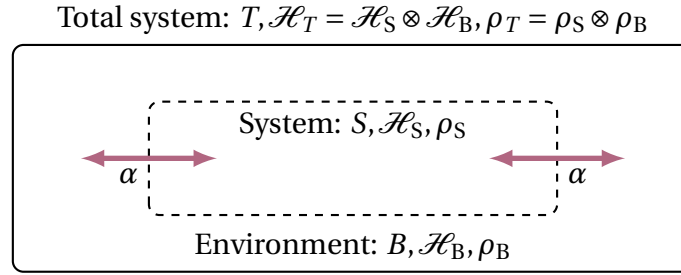 Total system: T, ℋ_T = ℋ_S ⊗ ℋ_B, ρ_T = ρ_S ⊗ ρ_B
System: S, ℋ_S, ρ_S
α
α
Environment: B, ℋ_B, ρ_B